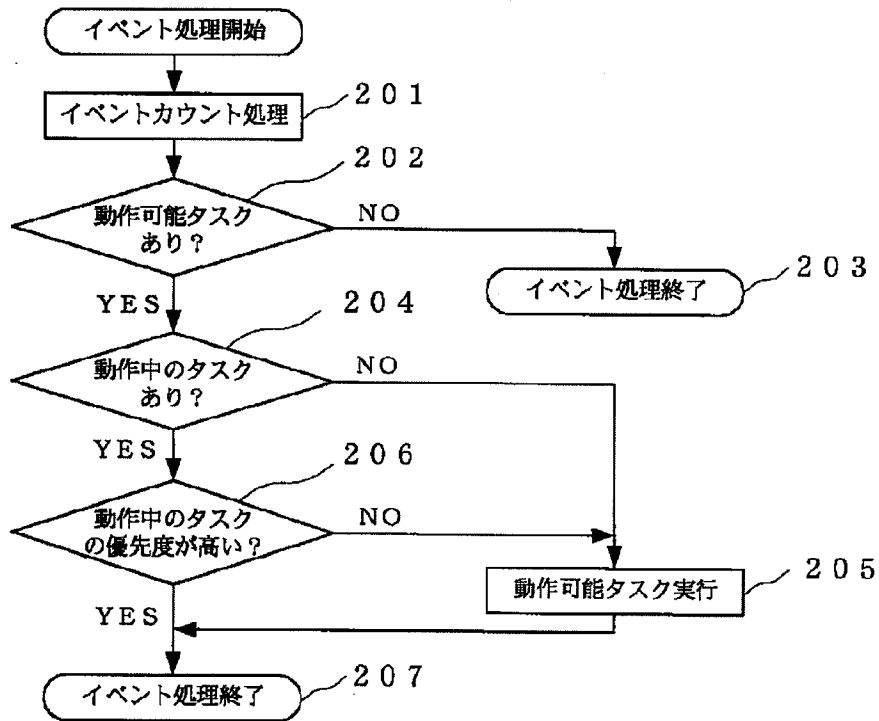 イベント処理開始
イベントカウント処理
201
202
動作可能タスク
あり?
NO
YES
イベント処理終了
203
204
動作中のタスク
あり?
NO
YES
206
動作中のタスク
の優先度が高い?
NO
YES
動作可能タスク実行
205
イベント処理終了
207